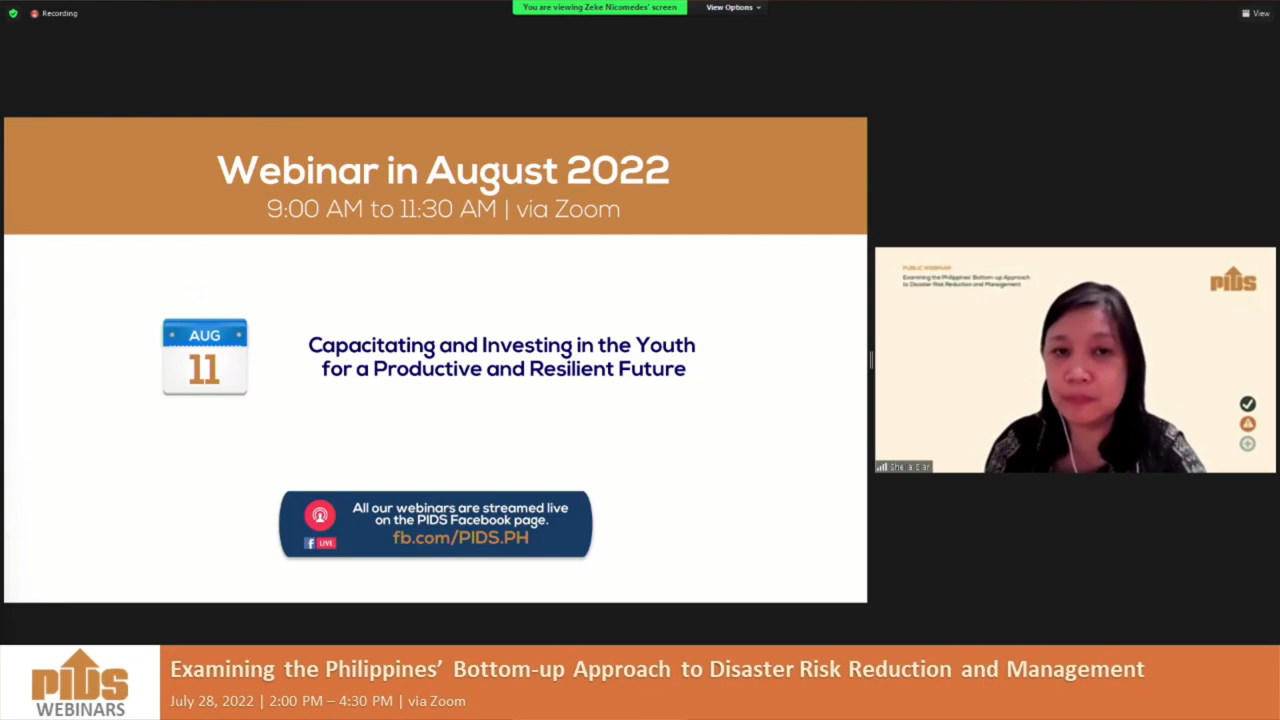 Recording
You are viewing Zeke Nicomedes' screen
View Options
View
Webinar in August 2022
9:00 AM to 11:30 AM | via Zoom
AUG
11
Capacitating and Investing in the Youth
for a Productive and Resilient Future
All our webinars are streamed live
on the PIDS Facebook page.
fb.com/PIDS.PH
f LIVE
PUBLIC WEBINAR
Examining the Philippines' Bottom-up Approach
to Disaster Risk Reduction and Management
PIDS
Sheila Siar
PIDS
WEBINARS
Examining the Philippines' Bottom-up Approach to Disaster Risk Reduction and Management
July 28, 2022 | 2:00 PM – 4:30 PM | via Zoom